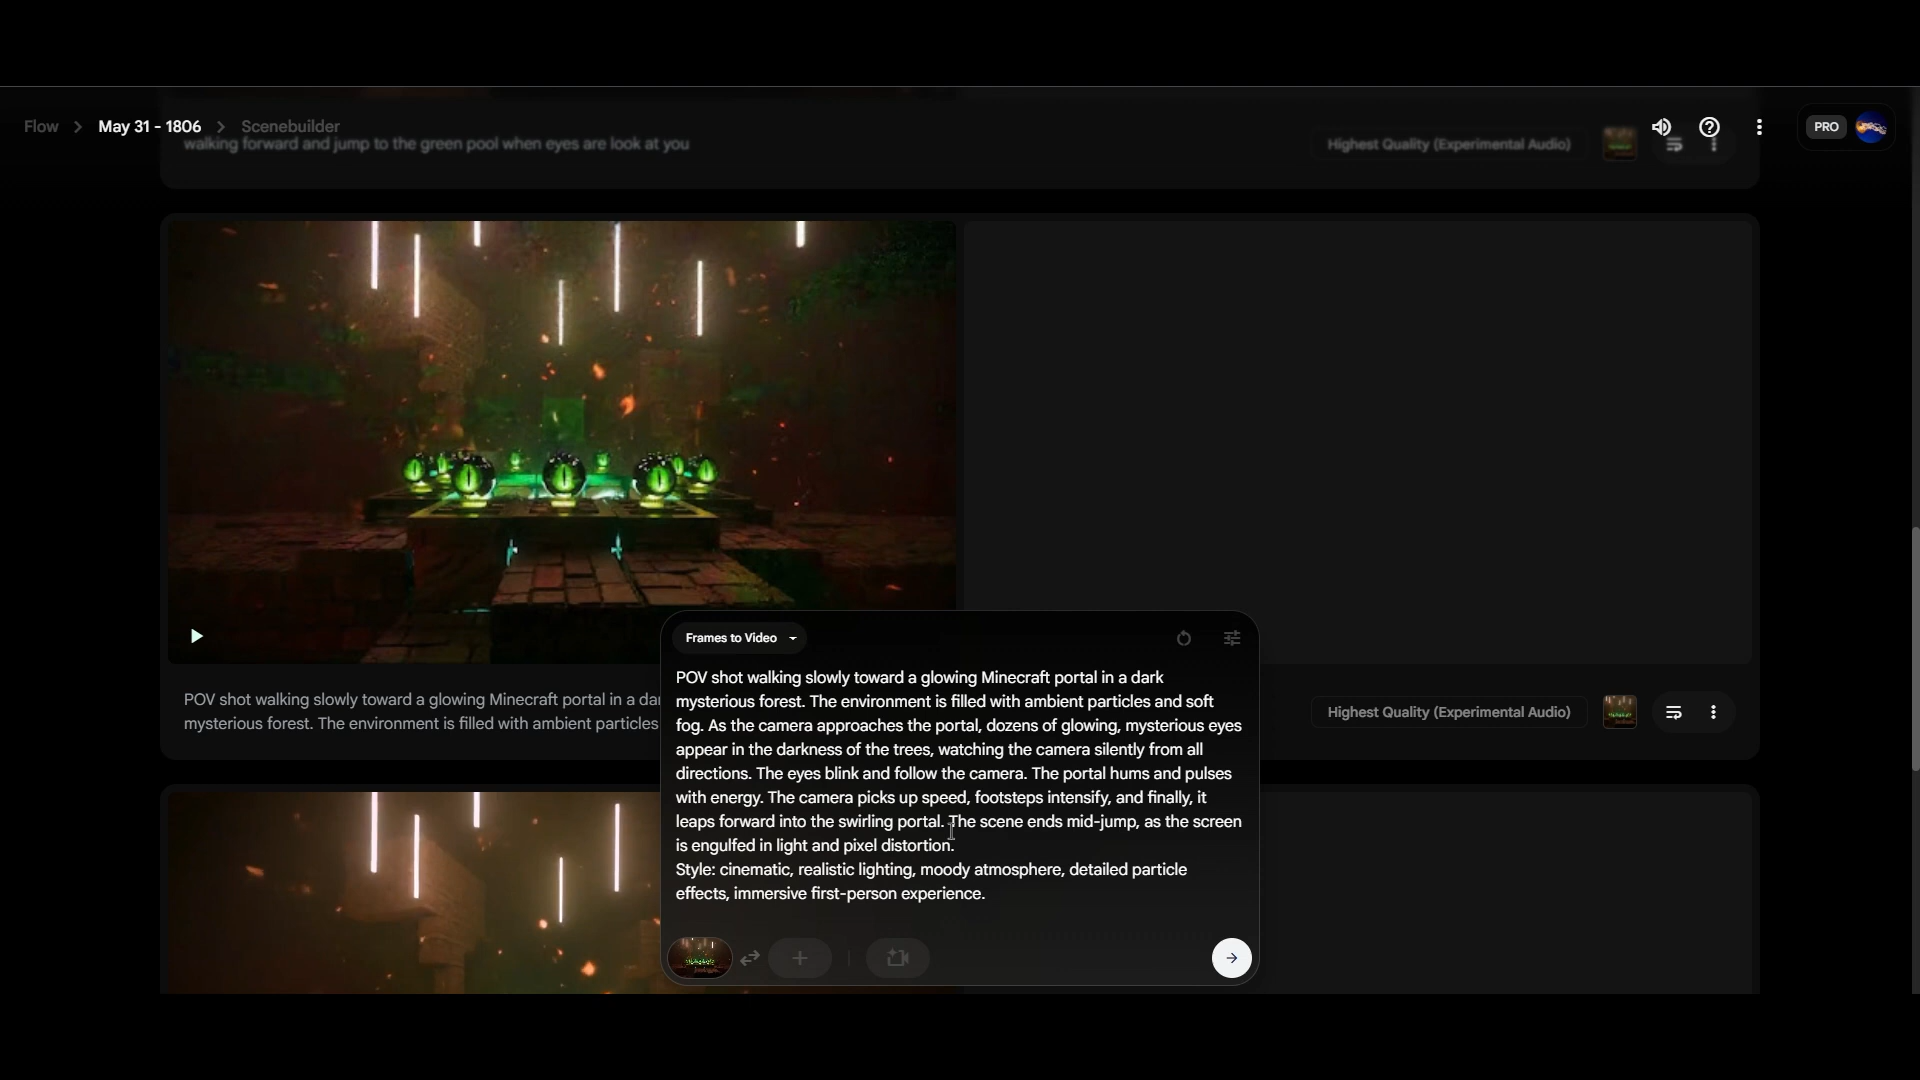 Flow > May 31 - 1806 > Scenebuilder
PRO
walking forward and jump to the green pool when eyes are look at you
Highest Quality (Experimental Audio)
POV shot walking slowly toward a glowing Minecraft portal in a dar
mysterious forest. The environment is filled with ambient particles
Highest Quality (Experimental Audio)
Frames to Video
POV shot walking slowly toward a glowing Minecraft portal in a dark
mysterious forest. The environment is filled with ambient particles and soft
fog. As the camera approaches the portal, dozens of glowing, mysterious eyes
appear in the darkness of the trees, watching the camera silently from all
directions. The eyes blink and follow the camera. The portal hums and pulses
with energy. The camera picks up speed, footsteps intensify, and finally, it
leaps forward into the swirling portal. The scene ends mid-jump, as the screen
is engulfed in light and pixel distortion.
Style: cinematic, realistic lighting, moody atmosphere, detailed particle
effects, immersive first-person experience.